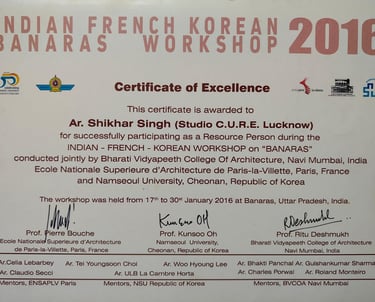 INDIAN FRENCH KOREAN
BANARAS WORKSHOP 2016
Certificate of Excellence
This certificate is awarded to
Ar. Shikhar Singh (Studio C.U.R.E. Lucknow)
for successfully participating as a Resource Person during the
INDIAN - FRENCH - KOREAN WORKSHOP on "BANARAS"
conducted jointly by Bharati Vidyapeeth College Of Architecture, Navi Mumbai, India
Ecole Nationale Superieure d'Architecture de Paris-la-Villette, Paris, France
and Namseoul University, Cheonan, Republic of Korea
The workshop was held from 17th to 30th January 2016 at Banaras, Uttar Pradesh, India.
Kunsoo Oh
RDeshmukh
Prof. Pierre Bouche
Ecole Nationale Superieure d'Architecture
de Paris-la-Villette, Paris, France
Prof. Kunsoo Oh
Namseoul University,
Cheonan, Republic of Korea
Prof. Ritu Deshmukh
Bharati Vidyapeeth College of Architecture
Navi Mumbai, India
Ar.Celia Lebarbey
Ar. Claudio Secci
Mentors, ENSAPLV Paris
Ar. Tei Youngsoon Choi Ar. Woo Hyoung Lee
Ar. ULB La Cambre Horta
Mentors, NSU Republic of Korea
Ar. Bhakti Panchal Ar. Gulshankumar Sharma
Ar. Charles Porwal Ar. Roland Monteiro
Mentors, BVCOA Navi Mumbai